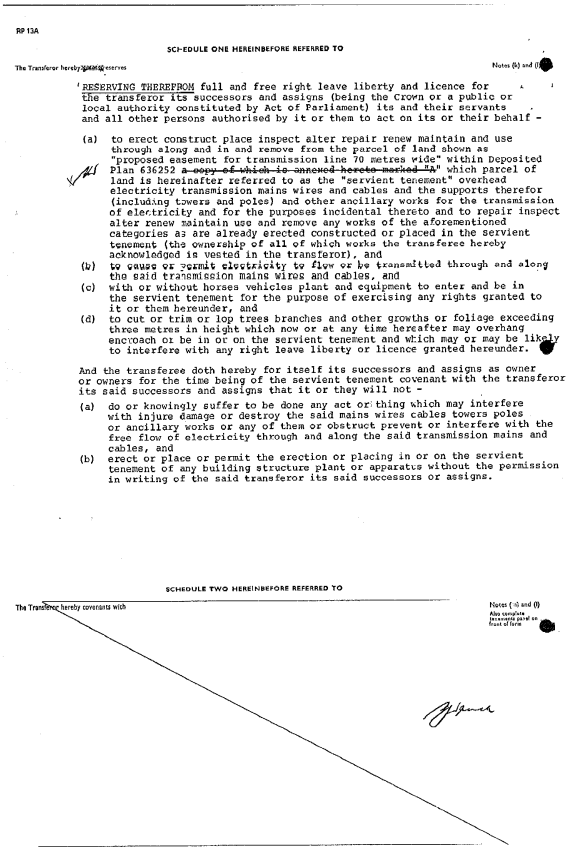 RP 13A
SCHEDULE ONE HEREINBEFORE REFERRED TO
The Transferor hereby reserves
Notes (k) and (l)
RESERVING THEREFROM full and free right leave liberty and licence for
the transferor its successors and assigns (being the Crown or a public or
local authority constituted by Act of Parliament) its and their servants
and all other persons authorised by it or them to act on its or their behalf -
(a) to erect construct place inspect alter repair renew maintain and use
through along and in and remove from the parcel of land shown as
"proposed easement for transmission line 70 metres wide" within Deposited
Plan 636252 a copy of which is annexed hereto marked "A" which parcel of
land is hereinafter referred to as the "servient tenement" overhead
electricity transmission mains wires and cables and the supports therefor
(including towers and poles) and other ancillary works for the transmission
of electricity and for the purposes incidental thereto and to repair inspect
alter renew maintain use and remove any works of the aforementioned
categories as are already erected constructed or placed in the servient
tenement (the ownership of all of which works the transferee hereby
acknowledged is vested in the transferor), and
(b) to cause or permit electricity to flow or be transmitted through and along
the said transmission mains wires and cables, and
(c) with or without horses vehicles plant and equipment to enter and be in
the servient tenement for the purpose of exercising any rights granted to
it or them hereunder, and
(d) to cut or trim or lop trees branches and other growths or foliage exceeding
three metres in height which now or at any time hereafter may overhang
encroach or be in or on the servient tenement and which may or may be likely
to interfere with any right leave liberty or licence granted hereunder.
And the transferee doth hereby for itself its successors and assigns as owner
or owners for the time being of the servient tenement covenant with the transferor
its said successors and assigns that it or they will not -
(a) do or knowingly suffer to be done any act or thing which may interfere
with injure damage or destroy the said mains wires cables towers poles
or ancillary works or any of them or obstruct prevent or interfere with the
free flow of electricity through and along the said transmission mains and
cables, and
(b) erect or place or permit the erection or placing in or on the servient
tenement of any building structure plant or apparatus without the permission
in writing of the said transferor its said successors or assigns.
SCHEDULE TWO HEREINBEFORE REFERRED TO
The Transferor hereby covenants with
Notes (h) and (l)
Also complete
tenements panel on
front of form